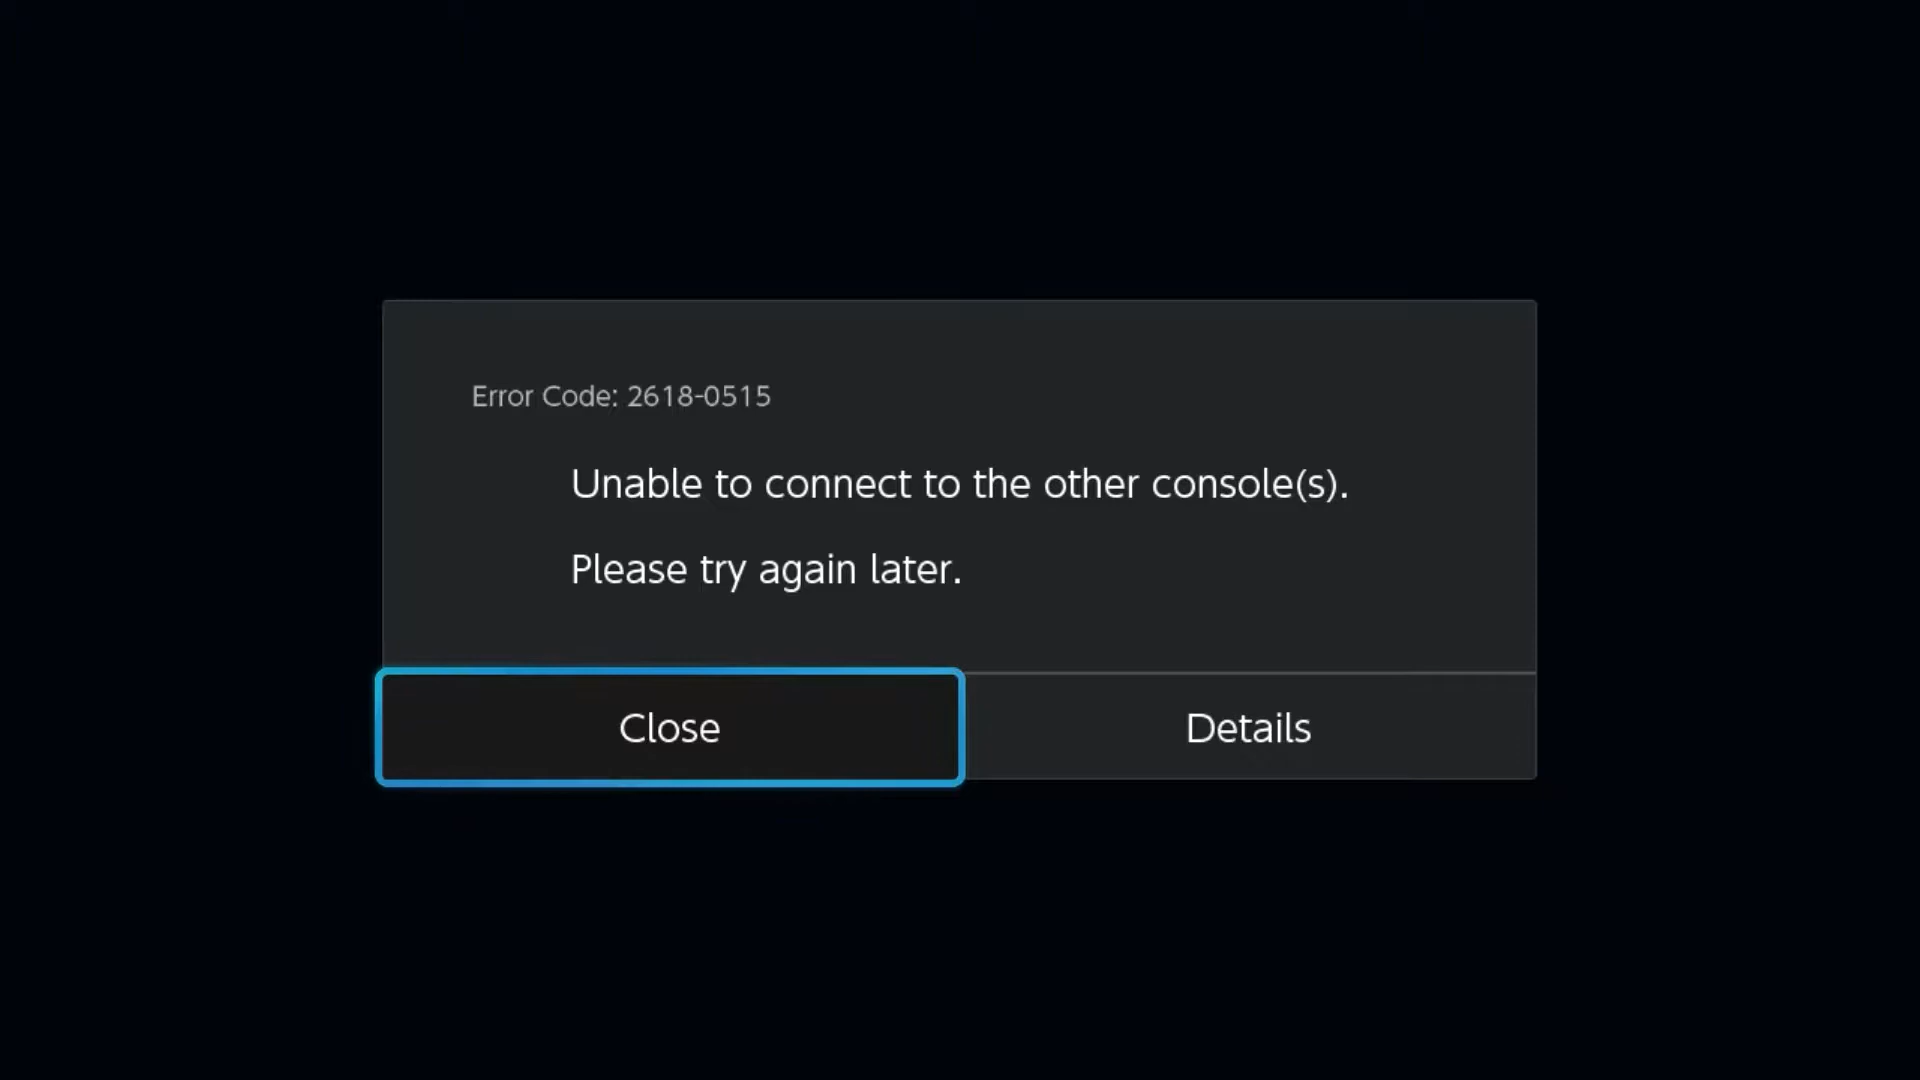 Error Code: 2618-0515
Unable to connect to the other console(s).
Please try again later.
Close
Details